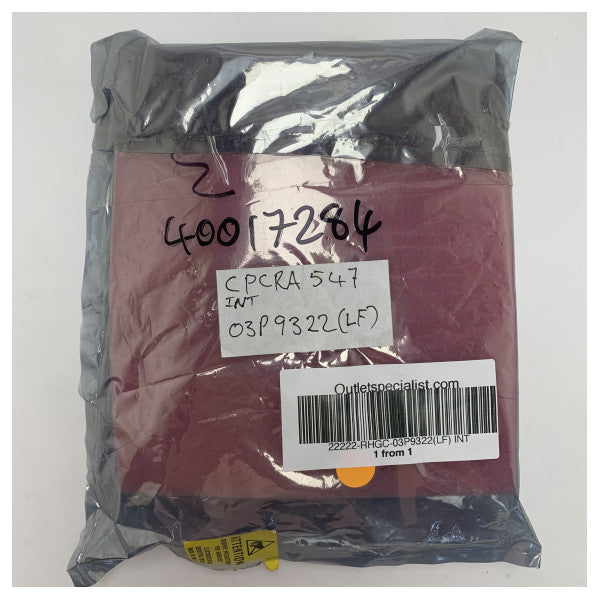 2
40017284
CPCRA 547
INT
03P9322(LF)
Outletspecialist.com
22222-RHGC-03P9322(LF) INT
1 from 1
ATTENTION